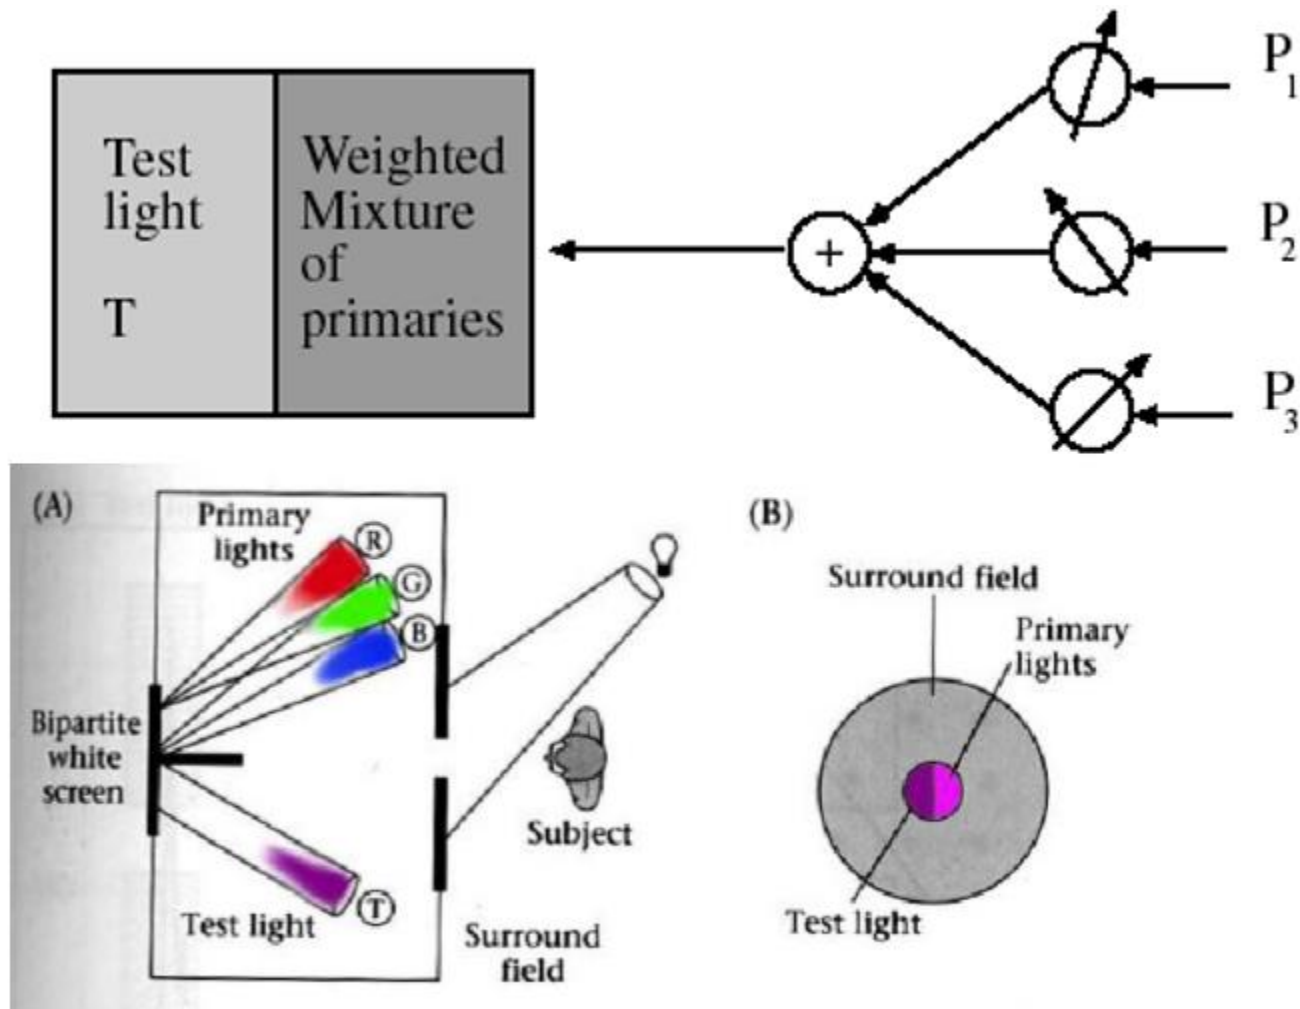 Test
light
T
Weighted
Mixture
of
primaries
+
P1
P2
P3
(A)
Primary
lights
R
G
B
Bipartite
white
screen
Test light
T
Subject
Surround
field
(B)
Surround field
Primary
lights
Test light